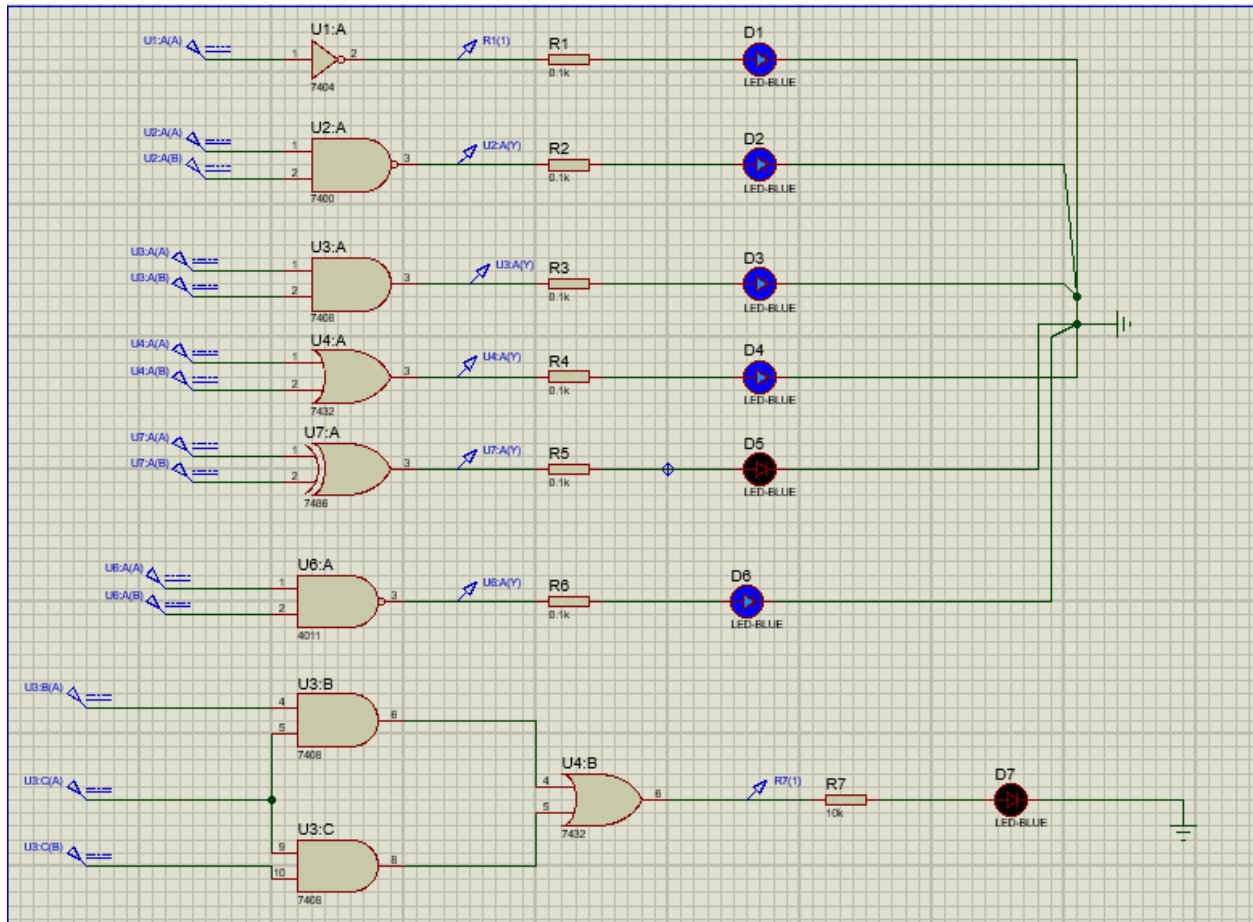 U1:A(A)
U1:A
1
2
7404
R1(1)
R1
0.1k
D1
LED-BLUE
U2:A(A)
U2:A(B)
U2:A
1
2
3
7400
U2:A(Y)
R2
0.1k
D2
LED-BLUE
U3:A(A)
U3:A(B)
U3:A
1
2
3
7408
U3:A(Y)
R3
0.1k
D3
LED-BLUE
U4:A(A)
U4:A(B)
U4:A
1
2
3
7432
U4:A(Y)
R4
0.1k
D4
LED-BLUE
U7:A(A)
U7:A(B)
U7:A
1
2
3
7486
U7:A(Y)
R5
0.1k
D5
LED-BLUE
U6:A(A)
U6:A(B)
U6:A
1
2
3
4011
U6:A(Y)
R6
0.1k
D6
LED-BLUE
U3:B(A)
U3:B
4
5
6
7408
U3:C(A)
U3:C(B)
U3:C
9
10
8
7408
U4:B
4
5
6
7432
R7(1)
R7
10k
D7
LED-BLUE